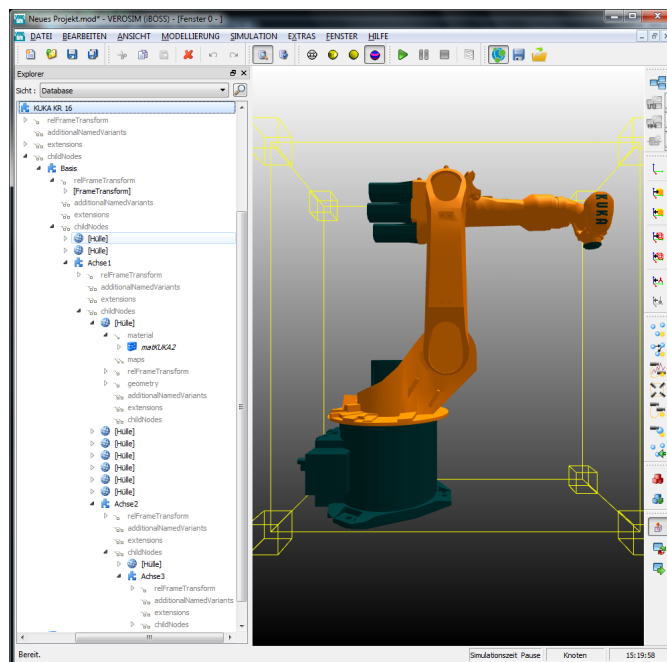 Neues Projekt.mod* - VEROSIM (iBOSS) - [Fenster 0 - ]
DATEI BEARBEITEN ANSICHT MODELLIERUNG SIMULATION EXTRAS FENSTER HILFE
Explorer
Sicht : Database
KUKA KR 16
relFrameTransform
additionalNamedVariants
extensions
childNodes
Basis
relFrameTransform
[FrameTransform]
additionalNamedVariants
extensions
childNodes
[Hülle]
[Hülle]
Achse1
relFrameTransform
additionalNamedVariants
extensions
childNodes
[Hülle]
material
matKUKA2
maps
relFrameTransform
geometry
additionalNamedVariants
extensions
childNodes
[Hülle]
[Hülle]
[Hülle]
[Hülle]
[Hülle]
[Hülle]
Achse2
relFrameTransform
additionalNamedVariants
extensions
childNodes
[Hülle]
Achse3
relFrameTransform
additionalNamedVariants
extensions
childNodes
KUKA
Bereit.
Simulationszeit Pause Knoten 15:19:58